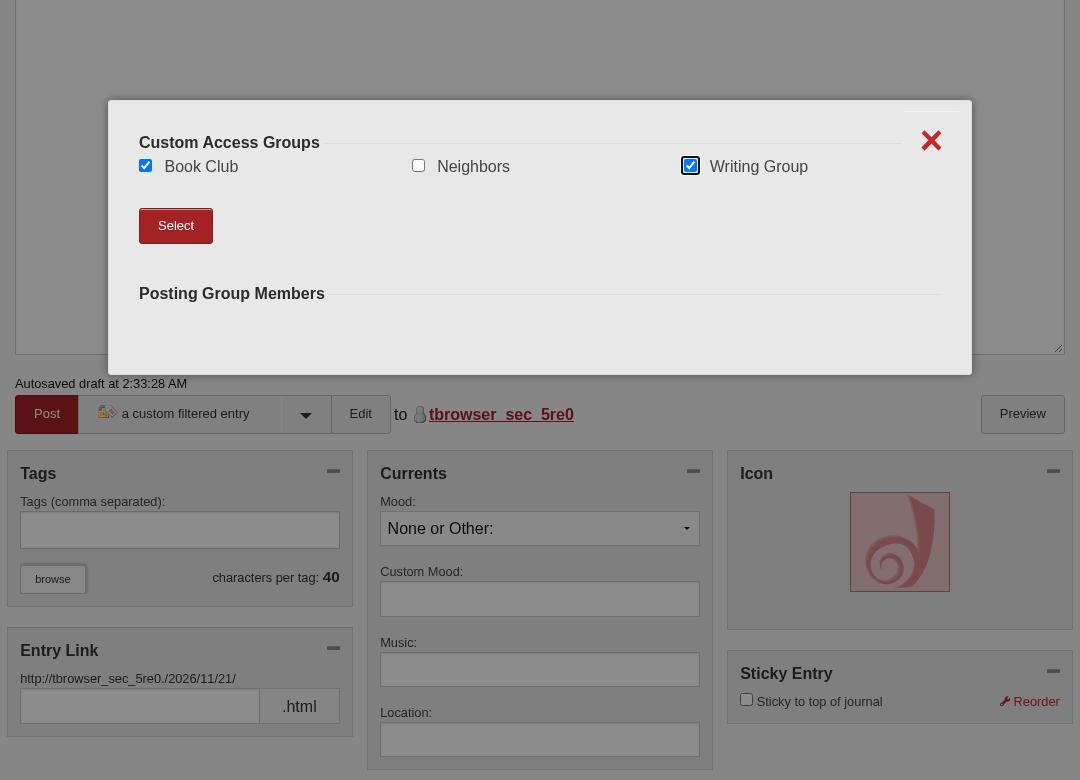 Custom Access Groups
Book Club
Neighbors
Writing Group
Select
Posting Group Members
Autosaved draft at 2:33:28 AM
Post
a custom filtered entry
Edit
to tbrowser_sec_5re0
Preview
Tags
Tags (comma separated):
browse
characters per tag: 40
Entry Link
http://tbrowser_sec_5re0./2026/11/21/
.html
Currents
Mood:
None or Other:
Custom Mood:
Music:
Location:
Icon
Sticky Entry
Sticky to top of journal
Reorder